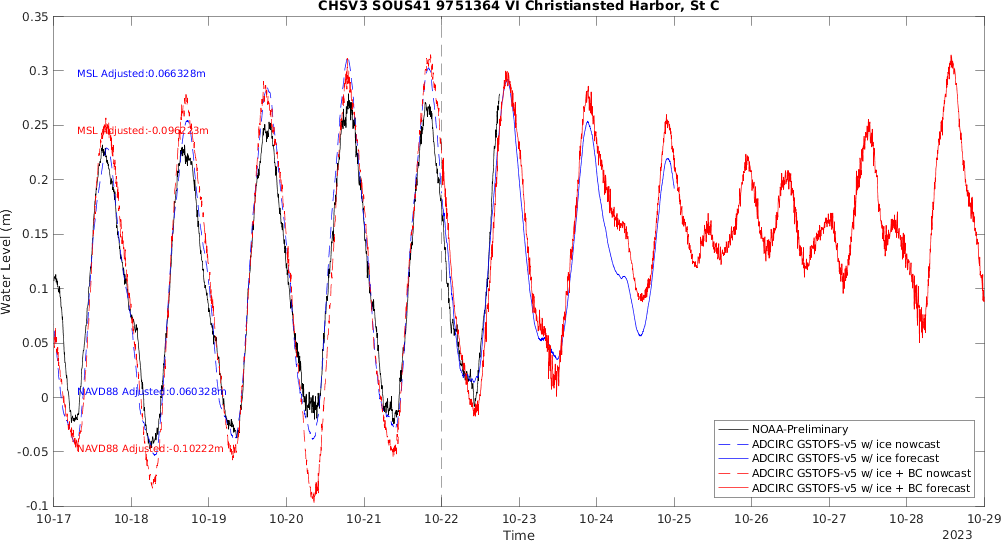 CHSV3 SOUS41 9751364 VI Christiansted Harbor, St C
0.35
0.3
0.25
0.2
0.15
0.1
0.05
0
-0.05
-0.1
Water Level (m)
MSL Adjusted:0.066328m
MSL Adjusted:-0.096223m
NAVD88 Adjusted:0.060328m
NAVD88 Adjusted:-0.10222m
NOAA-Preliminary
ADCIRC GSTOFS-v5 w/ ice nowcast
ADCIRC GSTOFS-v5 w/ ice forecast
ADCIRC GSTOFS-v5 w/ ice + BC nowcast
ADCIRC GSTOFS-v5 w/ ice + BC forecast
10-17 10-18 10-19 10-20 10-21 10-22 10-23 10-24 10-25 10-26 10-27 10-28 10-29
Time
2023